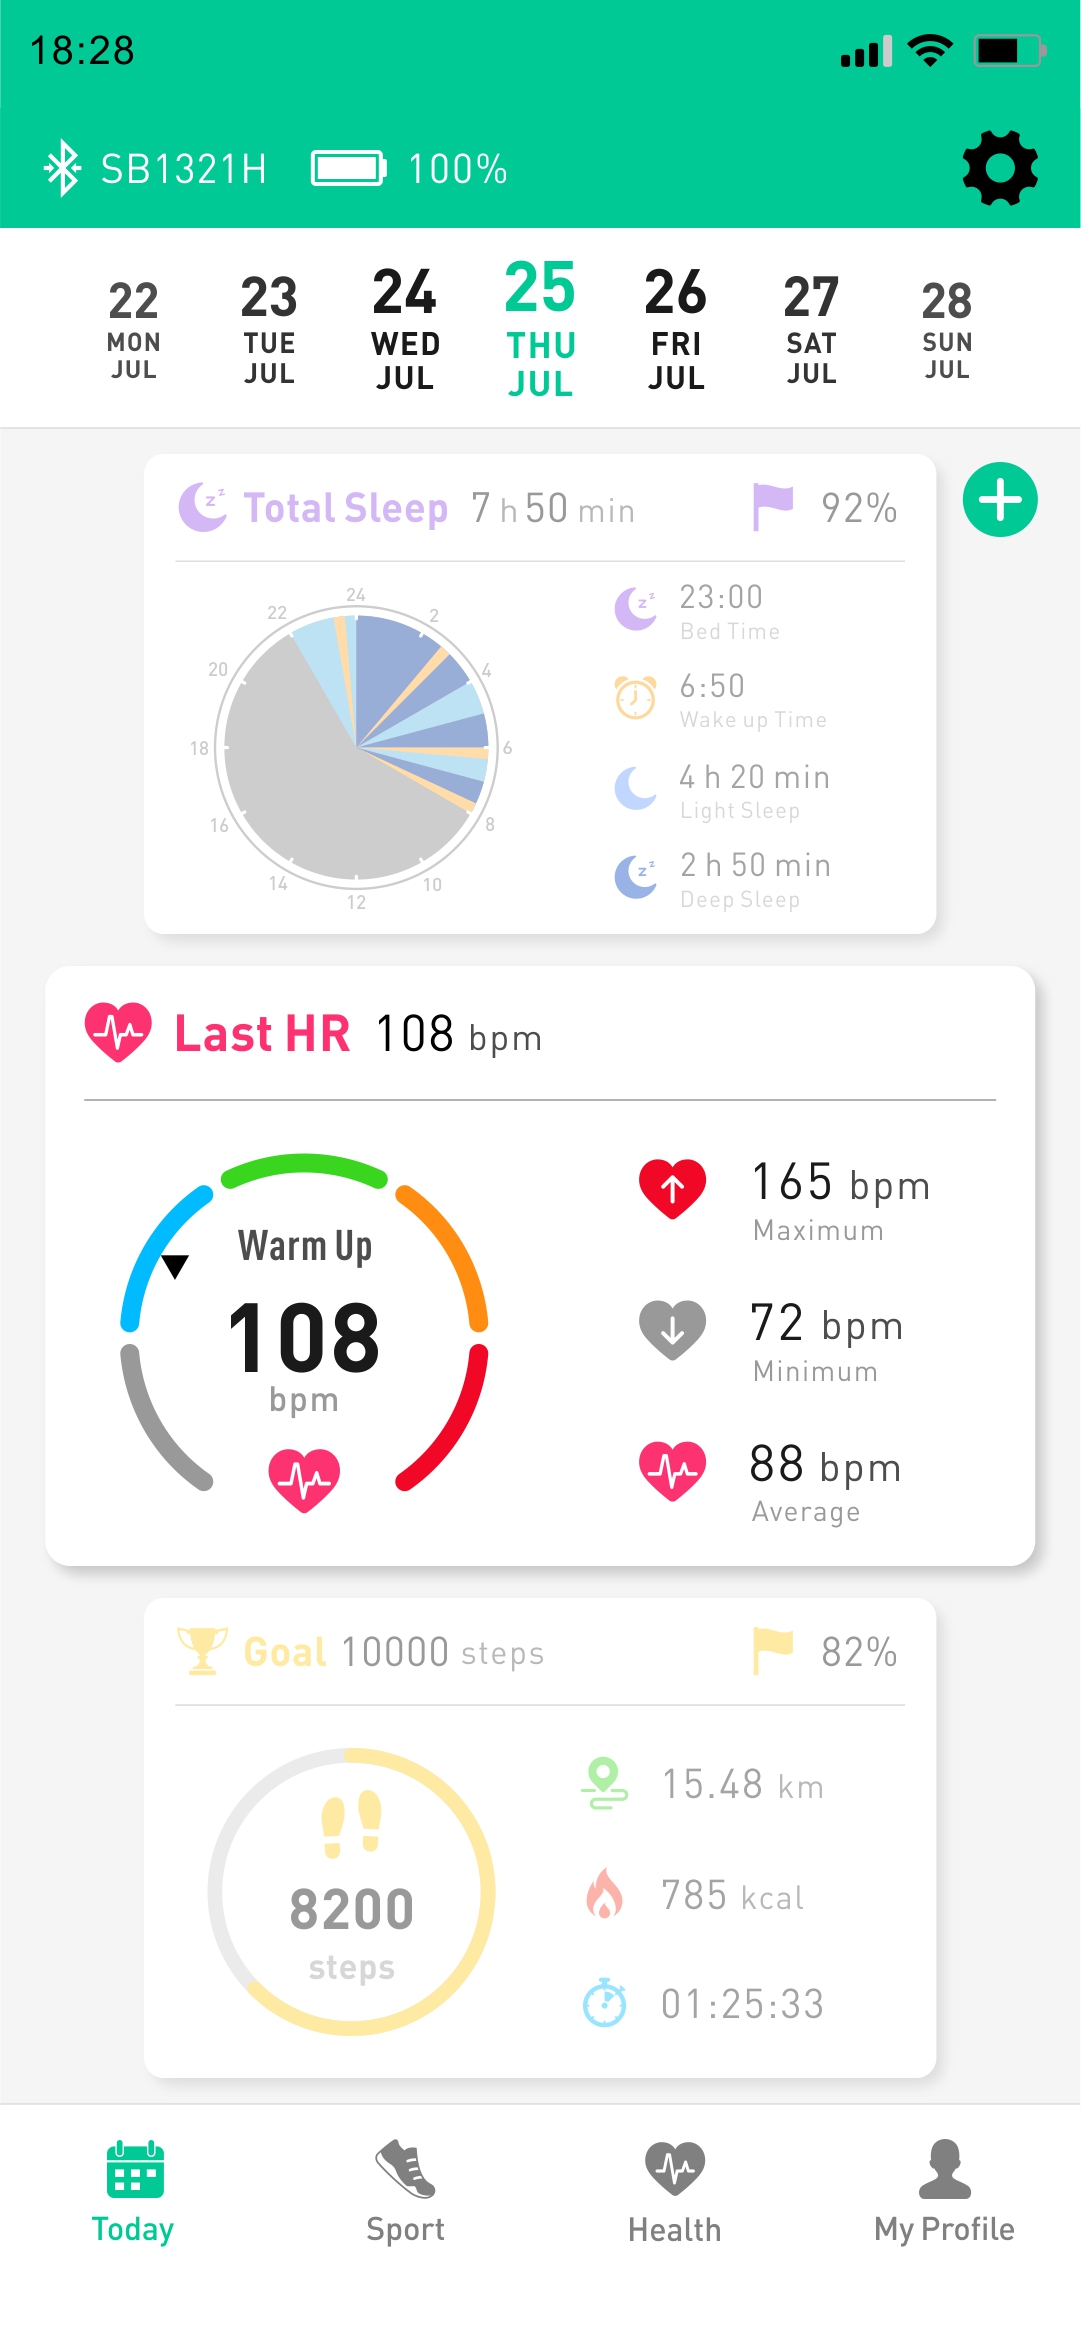 18:28
SB1321H 100%
22 23 24 25 26 27 28
MON TUE WED THU FRI SAT SUN
JUL JUL JUL JUL JUL JUL JUL
Total Sleep 7 h 50 min 92%
24
22 2
20 4
18 6
16 8
14 10
12
23:00
Bed Time
6:50
Wake up Time
4 h 20 min
Light Sleep
2 h 50 min
Deep Sleep
Last HR 108 bpm
Warm Up
108
bpm
165 bpm
Maximum
72 bpm
Minimum
88 bpm
Average
Goal 10000 steps 82%
8200
steps
15.48 km
785 kcal
01:25:33
Today Sport Health My Profile